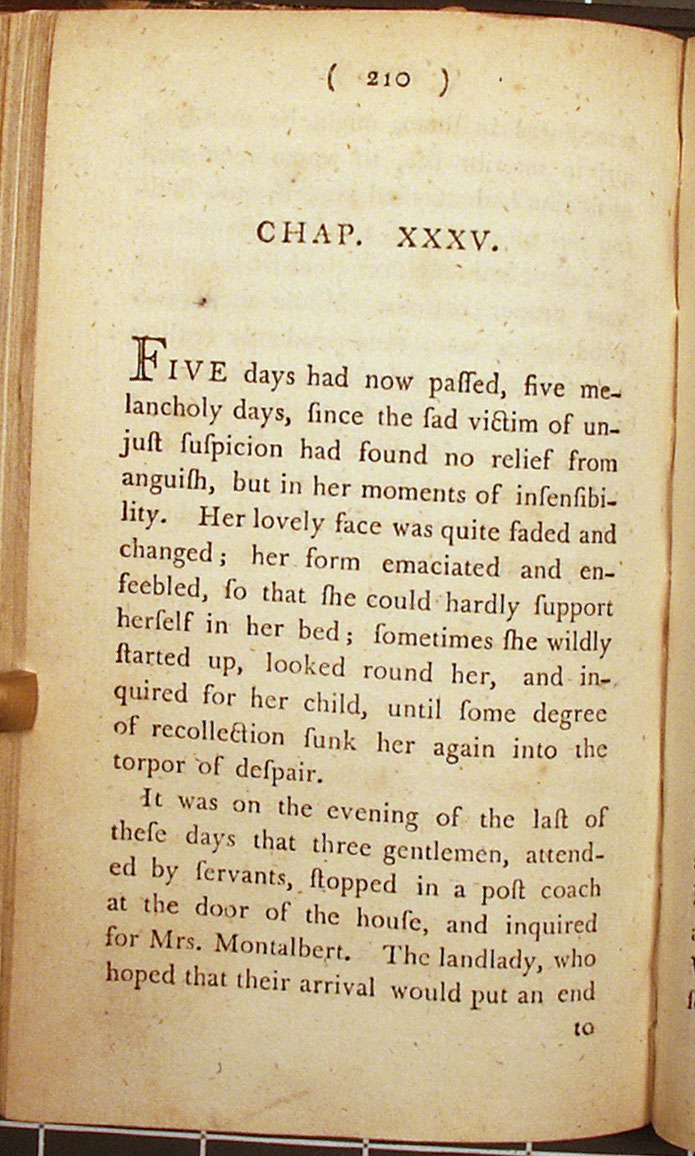 ( 210 )
CHAP. XXXV.
FIVE days had now paſſed, five me-
lancholy days, ſince the ſad victim of un-
juſt ſuſpicion had found no relief from
anguiſh, but in her moments of inſenſibi-
lity. Her lovely face was quite faded and
changed; her form emaciated and en-
feebled, ſo that ſhe could hardly ſupport
herſelf in her bed; ſometimes ſhe wildly
ſtarted up, looked round her, and in-
quired for her child, until ſome degree
of recollection ſunk her again into the
torpor of deſpair.
It was on the evening of the laſt of
theſe days that three gentlemen, attend-
ed by ſervants, ſtopped in a poſt coach
at the door of the houſe, and inquired
for Mrs. Montalbert. The landlady, who
hoped that their arrival would put an end
to